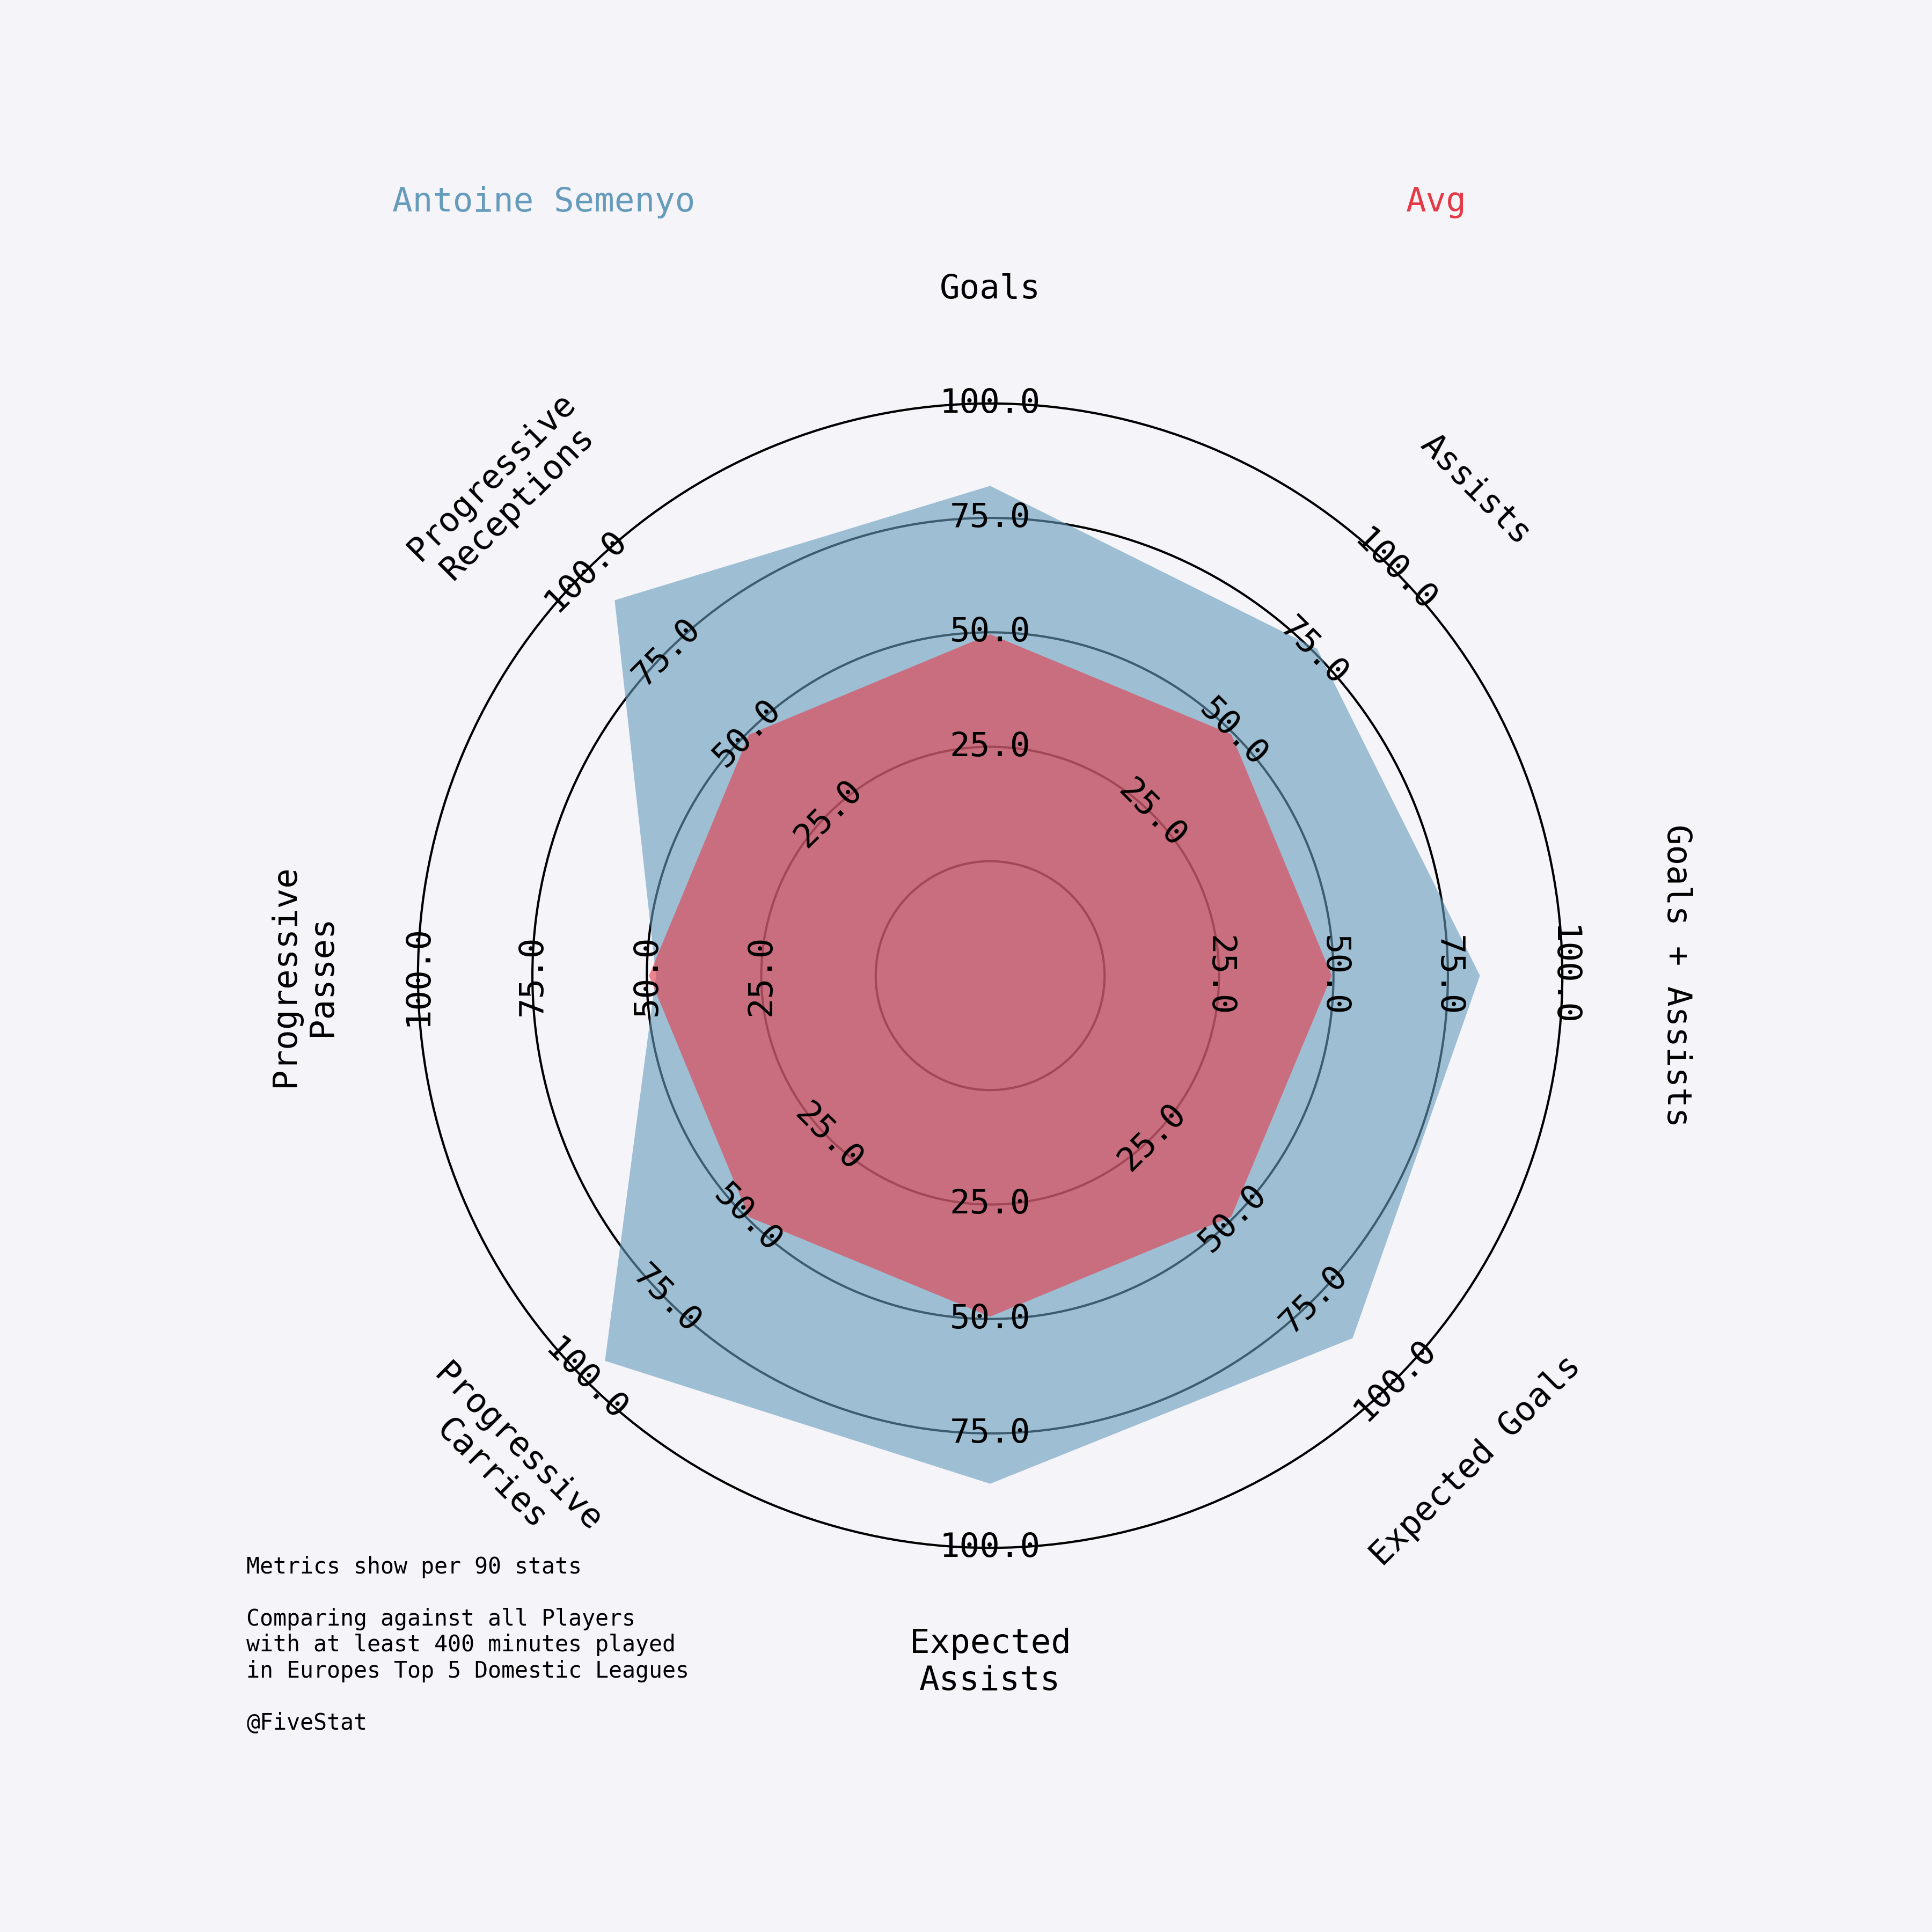 Antoine Semenyo
Avg
Goals
Assists
Goals + Assists
Expected Goals
Expected
Assists
Progressive
Carries
Progressive
Passes
Progressive
Receptions
25.0
50.0
75.0
100.0
25.0
50.0
75.0
100.0
25.0
50.0
75.0
100.0
25.0
50.0
75.0
100.0
25.0
50.0
75.0
100.0
25.0
50.0
75.0
100.0
25.0
50.0
75.0
100.0
25.0
50.0
75.0
100.0
Metrics show per 90 stats
Comparing against all Players
with at least 400 minutes played
in Europes Top 5 Domestic Leagues
@FiveStat